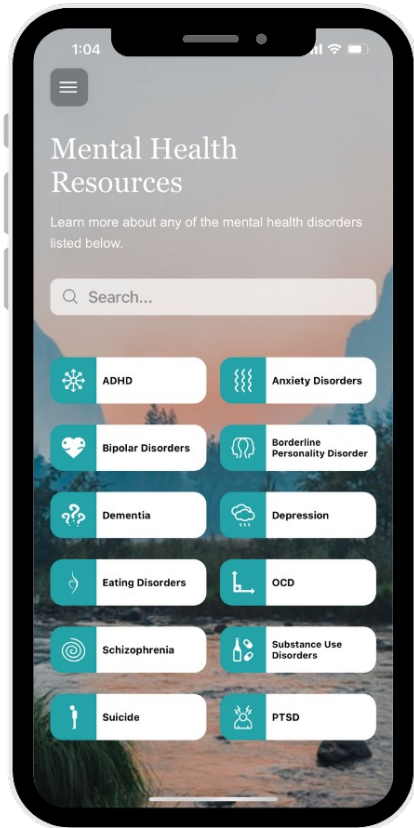 1:04
Mental Health
Resources
Learn more about any of the mental health disorders
listed below.
Search...
ADHD
Anxiety Disorders
Bipolar Disorders
Borderline
Personality Disorder
Dementia
Depression
Eating Disorders
OCD
Schizophrenia
Substance Use
Disorders
Suicide
PTSD